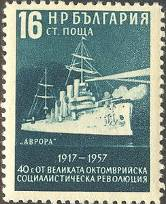 16 НР БЪЛГАРИЯ
СТ. ПОЩА
„АВРОРА"
1917-1957
40 г. ОТ ВЕЛИКАТА ОКТОМВРИЙСКА
СОЦИАЛИСТИЧЕСКА РЕВОЛЮЦИЯ